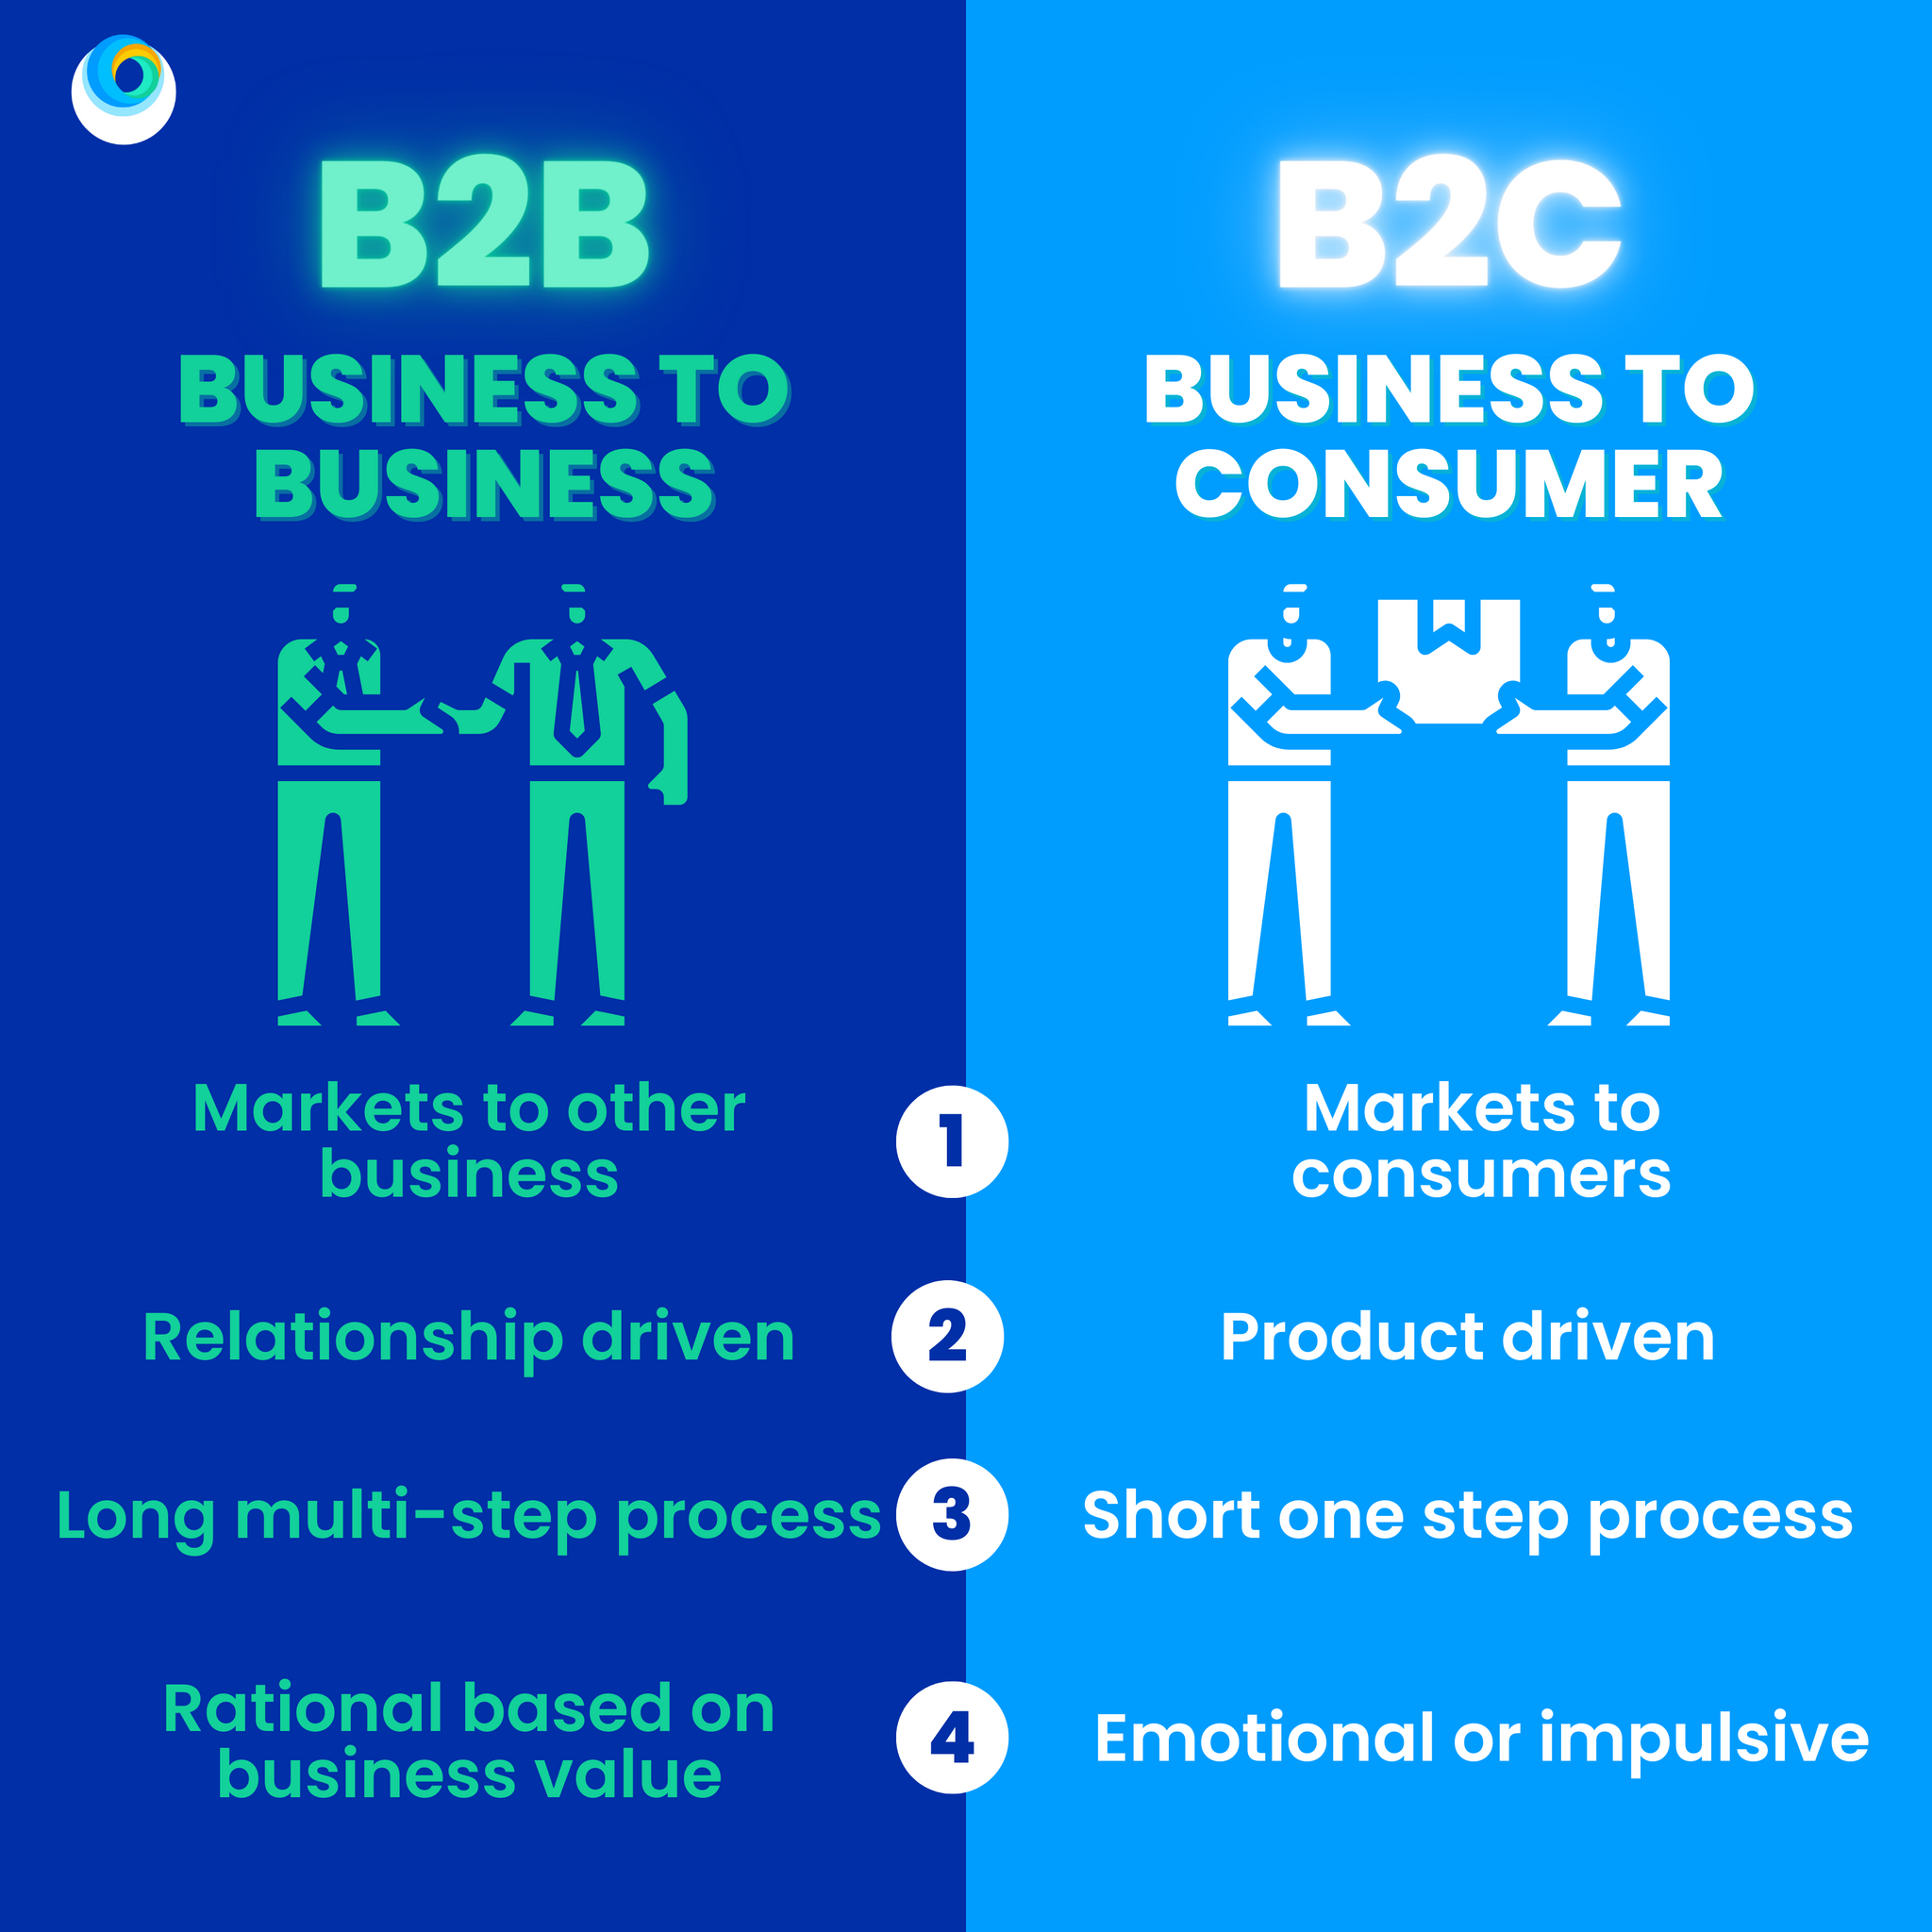 B2B
BUSINESS TO
BUSINESS
B2C
BUSINESS TO
CONSUMER
Markets to other
business
1
Markets to
consumers
Relationship driven
2
Product driven
Long multi-step process
3
Short one step process
Rational based on
business value
4
Emotional or impulsive